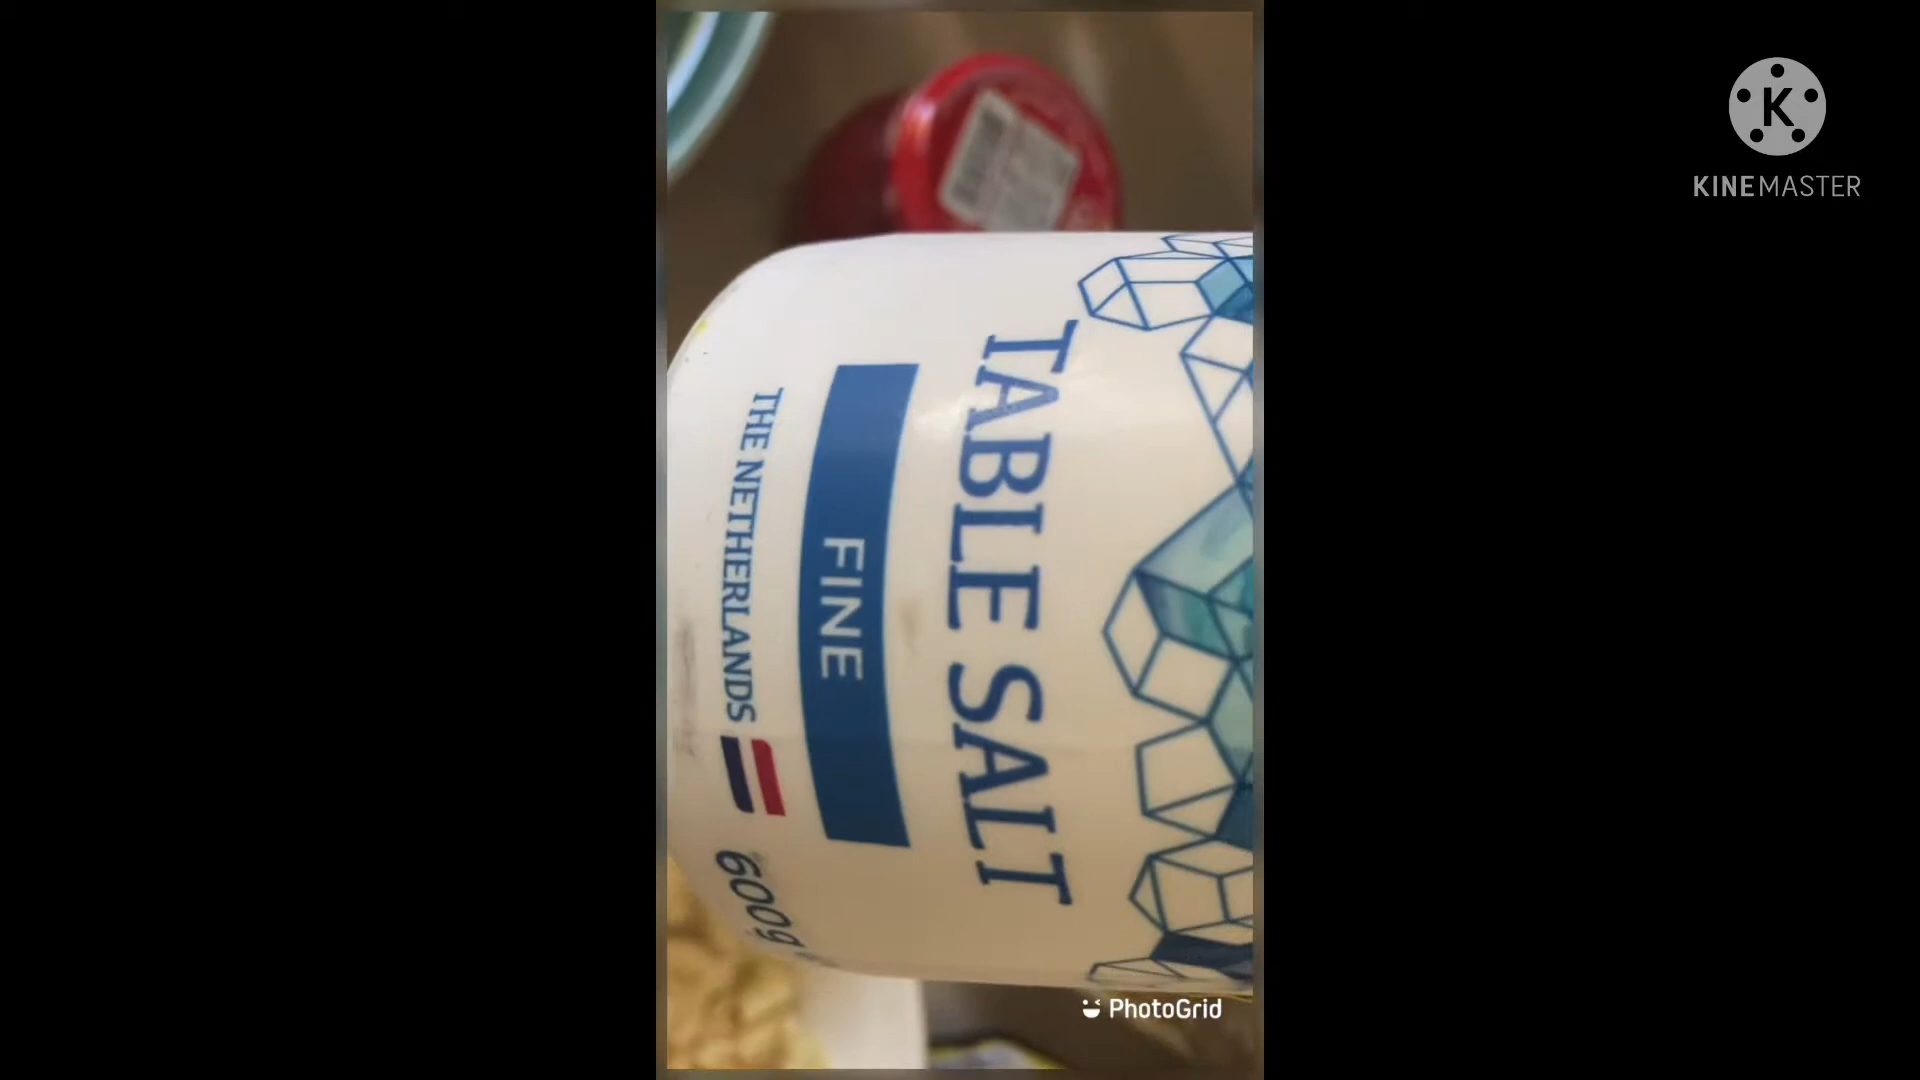 KINEMASTER
TABLE SALT
FINE
THE NETHERLANDS
600g
PhotoGrid